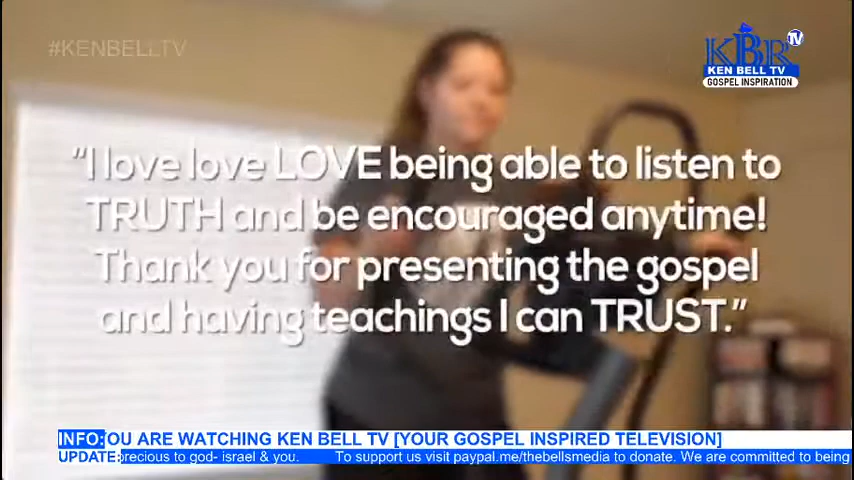 #KENBELLTV
KBR TV
KEN BELL TV
GOSPEL INSPIRATION
"I love love LOVE being able to listen to
TRUTH and be encouraged anytime!
Thank you for presenting the gospel
and having teachings I can TRUST."
INFO:OU ARE WATCHING KEN BELL TV [YOUR GOSPEL INSPIRED TELEVISION]
UPDATE:precious to god- israel & you. To support us visit paypal.me/thebellsmedia to donate. We are committed to being